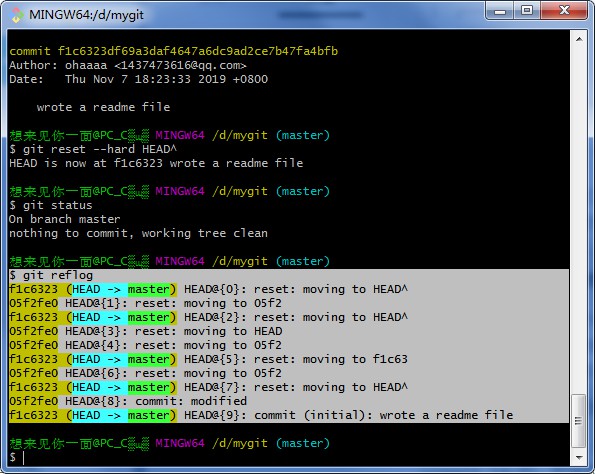 MINGW64:/d/mygit
commit f1c6323df69a3daf4647a6dc9ad2ce7b47fa4bfb
Author: ohaaaa <1437473616@qq.com>
Date:   Thu Nov 7 18:23:33 2019 +0800
wrote a readme file
想来见你一面@PC_C MINGW64 /d/mygit (master)
$ git reset --hard HEAD^
HEAD is now at f1c6323 wrote a readme file
想来见你一面@PC_C MINGW64 /d/mygit (master)
$ git status
On branch master
nothing to commit, working tree clean
想来见你一面@PC_C MINGW64 /d/mygit (master)
$ git reflog
f1c6323 (HEAD -> master) HEAD@{0}: reset: moving to HEAD^
05f2fe0 HEAD@{1}: reset: moving to 05f2
f1c6323 (HEAD -> master) HEAD@{2}: reset: moving to HEAD^
05f2fe0 HEAD@{3}: reset: moving to HEAD
05f2fe0 HEAD@{4}: reset: moving to 05f2
f1c6323 (HEAD -> master) HEAD@{5}: reset: moving to f1c63
05f2fe0 HEAD@{6}: reset: moving to 05f2
f1c6323 (HEAD -> master) HEAD@{7}: reset: moving to HEAD^
05f2fe0 HEAD@{8}: commit: modified
f1c6323 (HEAD -> master) HEAD@{9}: commit (initial): wrote a readme file
想来见你一面@PC_C MINGW64 /d/mygit (master)
$